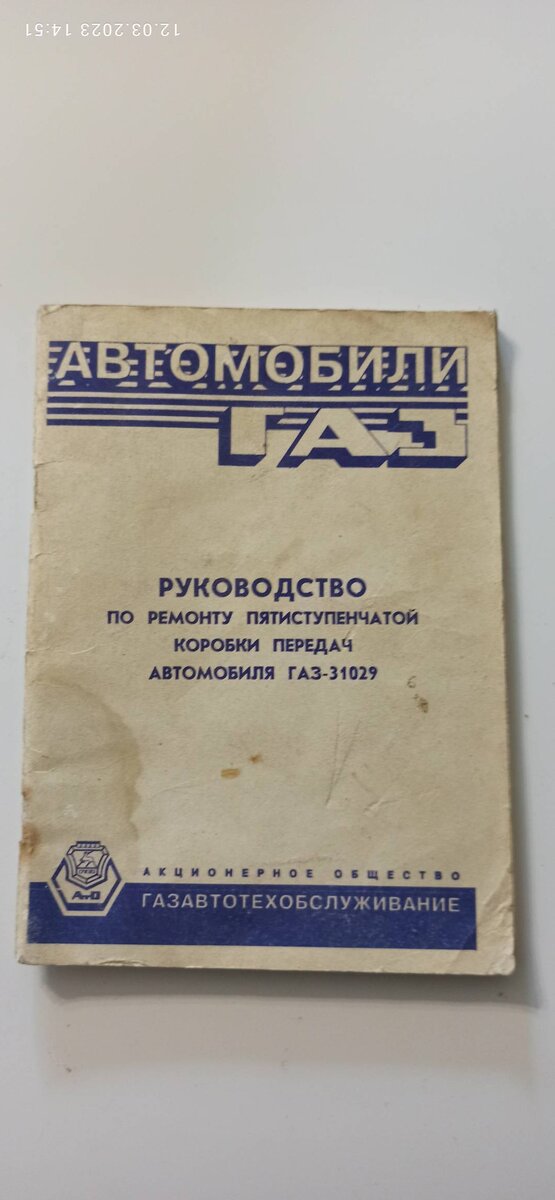 12.03.2023 14:51
АВТОМОБИЛИ
ГАЗ
РУКОВОДСТВО
ПО РЕМОНТУ ПЯТИСТУПЕНЧАТОЙ
КОРОБКИ ПЕРЕДАЧ
АВТОМОБИЛЯ ГАЗ-31029
АКЦИОНЕРНОЕ ОБЩЕСТВО
ГАЗАВТОТЕХОБСЛУЖИВАНИЕ